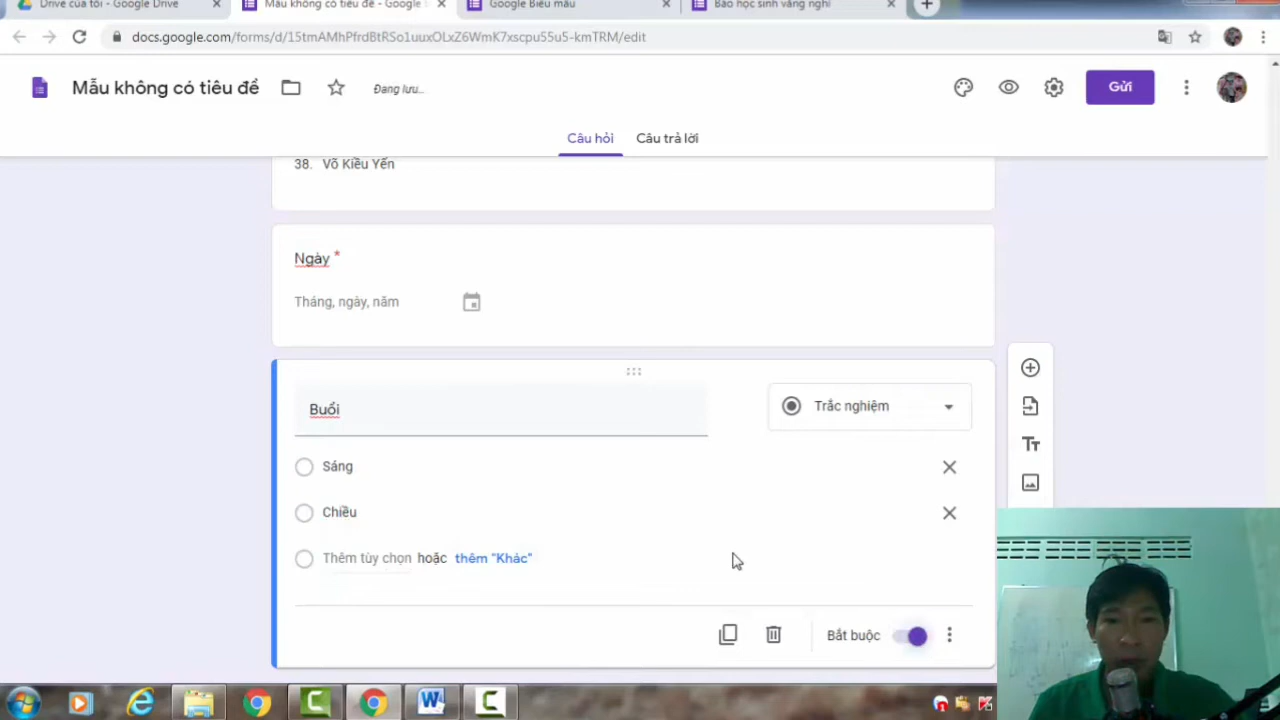 Drive của tôi - Google Drive
Mẫu không có tiêu đề - Google
Google Biểu mẫu
Báo học sinh vắng nghỉ
docs.google.com/forms/d/15tmAMhPfrdBtRSo1uuxOLxZ6WmK7xscpu55u5-kmTRM/edit
Mẫu không có tiêu đề
Đang lưu...
Gửi
Câu hỏi
Câu trả lời
38. Võ Kiều Yến
Ngày *
Tháng, ngày, năm
Buổi
Trắc nghiệm
Sáng
Chiều
Thêm tùy chọn hoặc thêm "Khác"
Bắt buộc